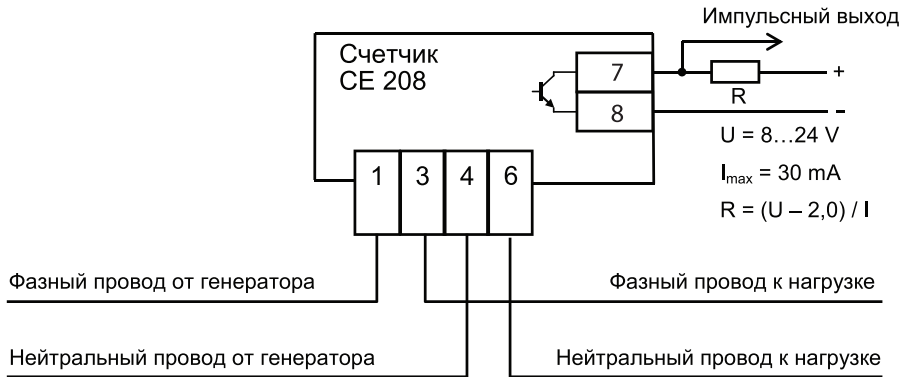 Импульсный выход
Счетчик
СЕ 208
7
8
+
-
R
U = 8...24 V
Imax = 30 mA
R = (U – 2,0) / I
1 3 4 6
Фазный провод от генератора
Фазный провод к нагрузке
Нейтральный провод от генератора
Нейтральный провод к нагрузке